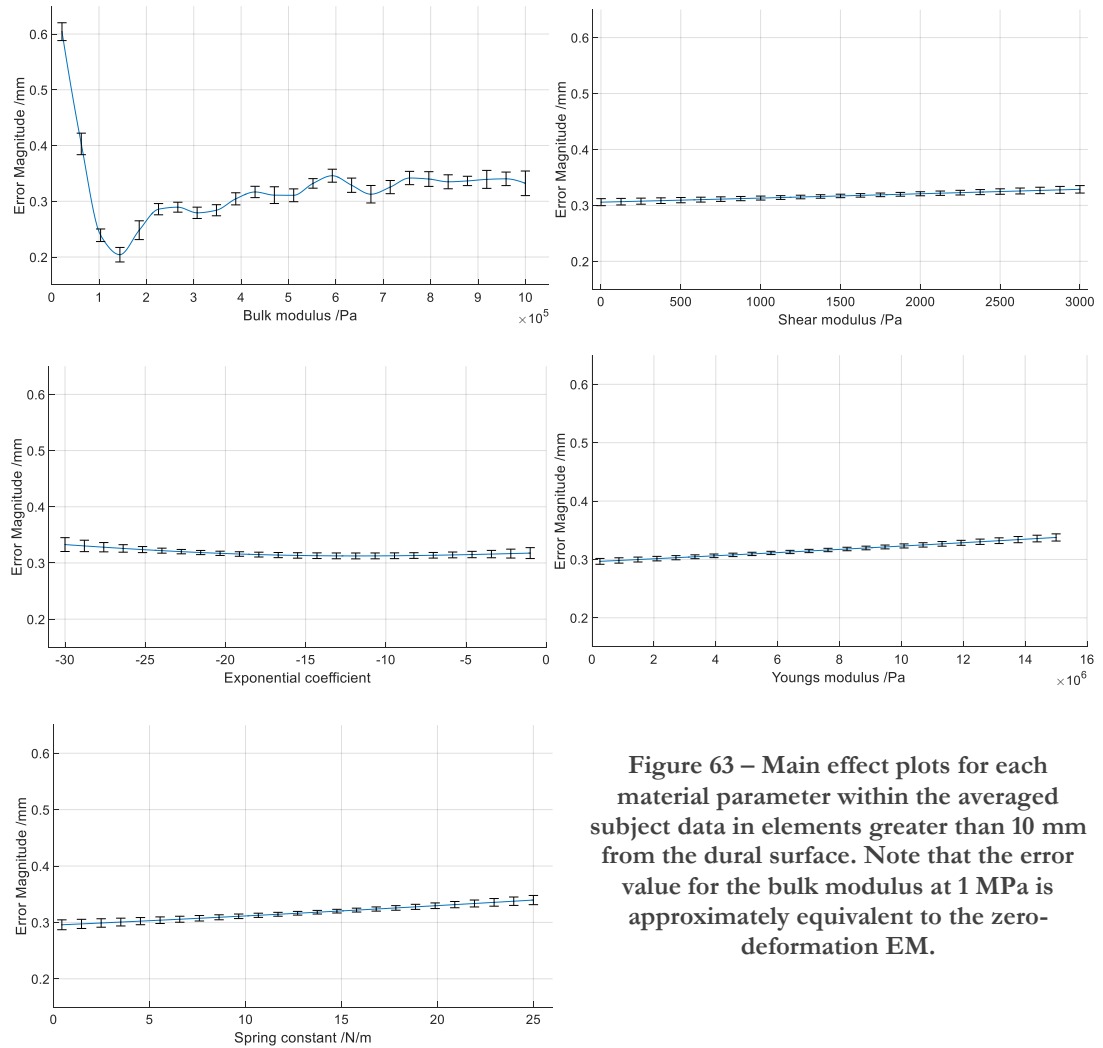 0.6
0.5
0.4
0.3
0.2
Error Magnitude /mm
0 1 2 3 4 5 6 7 8 9 10
Bulk modulus /Pa
×10⁵
0.6
0.5
0.4
0.3
0.2
Error Magnitude /mm
0 500 1000 1500 2000 2500 3000
Shear modulus /Pa
0.6
0.5
0.4
0.3
0.2
Error Magnitude /mm
-30 -25 -20 -15 -10 -5 0
Exponential coefficient
0.6
0.5
0.4
0.3
0.2
Error Magnitude /mm
0 2 4 6 8 10 12 14 16
Youngs modulus /Pa
×10⁶
0.6
0.5
0.4
0.3
0.2
Error Magnitude /mm
0 5 10 15 20 25
Spring constant /N/m
Figure 63 – Main effect plots for each
material parameter within the averaged
subject data in elements greater than 10 mm
from the dural surface. Note that the error
value for the bulk modulus at 1 MPa is
approximately equivalent to the zero-
deformation EM.